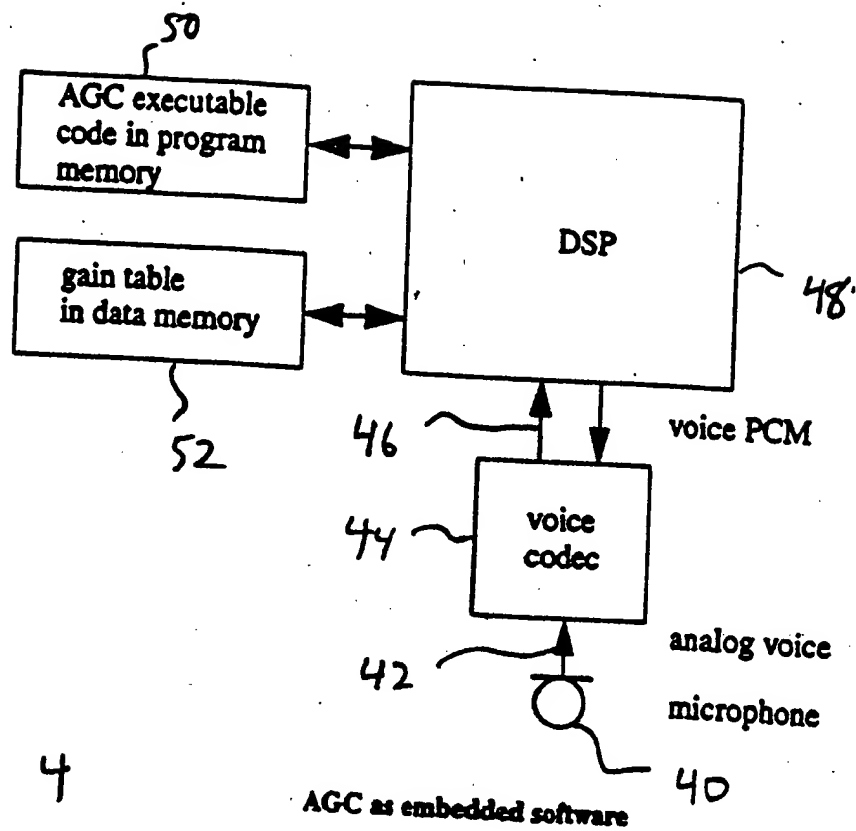 50
AGC executable
code in program
memory
DSP
gain table
in data memory
48
52
46
voice PCM
44
voice
codec
42
analog voice
microphone
40
4
AGC as embedded software